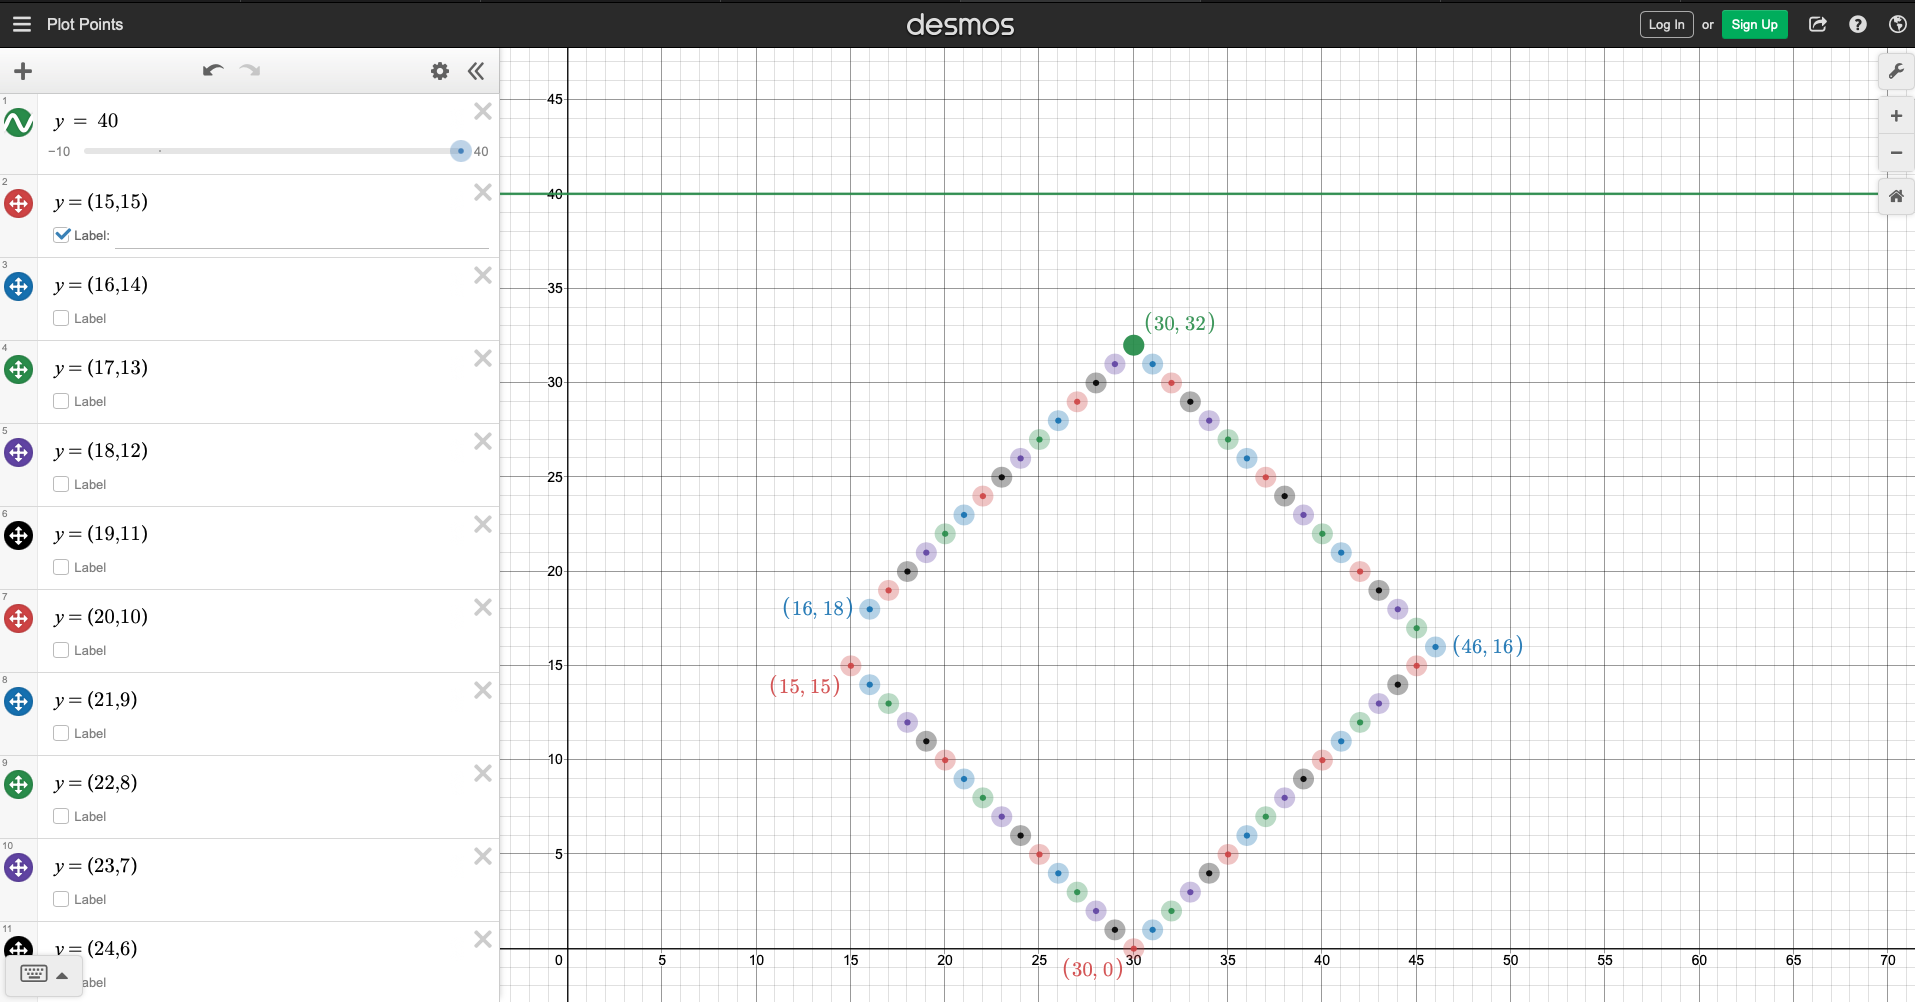 Plot Points
desmos
Log In or Sign Up
1
y = 40
−10 40
2
y = (15,15)
Label:
3
y = (16,14)
Label
4
y = (17,13)
Label
5
y = (18,12)
Label
6
y = (19,11)
Label
7
y = (20,10)
Label
8
y = (21,9)
Label
9
y = (22,8)
Label
10
y = (23,7)
Label
11
y = (24,6)
abel
45
40
35
30
25
20
15
10
5
(30, 32)
(16, 18)
(46, 16)
(15, 15)
(30, 0)
0 5 10 15 20 25 30 35 40 45 50 55 60 65 70